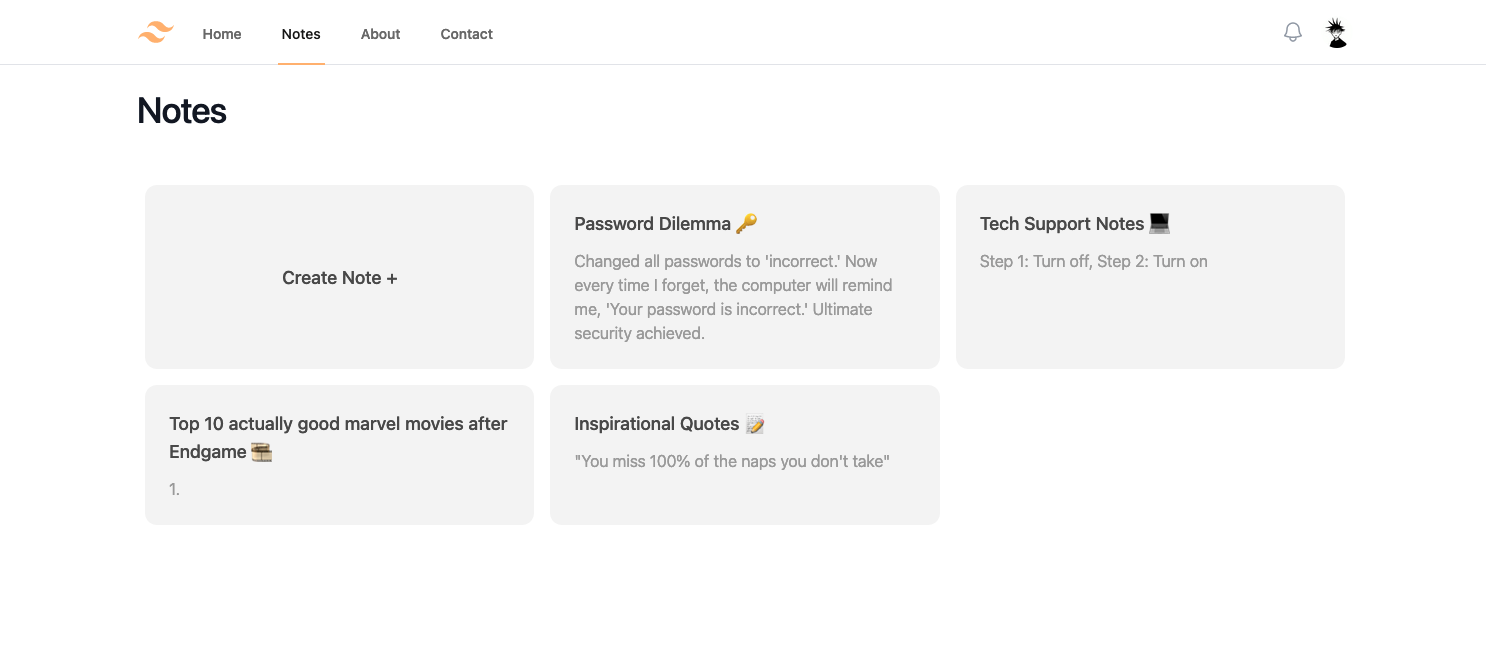 Home Notes About Contact
Notes
Create Note +
Password Dilemma 🔑
Changed all passwords to 'incorrect.' Now
every time I forget, the computer will remind
me, 'Your password is incorrect.' Ultimate
security achieved.
Tech Support Notes 💻
Step 1: Turn off, Step 2: Turn on
Top 10 actually good marvel movies after
Endgame
1.
Inspirational Quotes 📝
"You miss 100% of the naps you don't take"